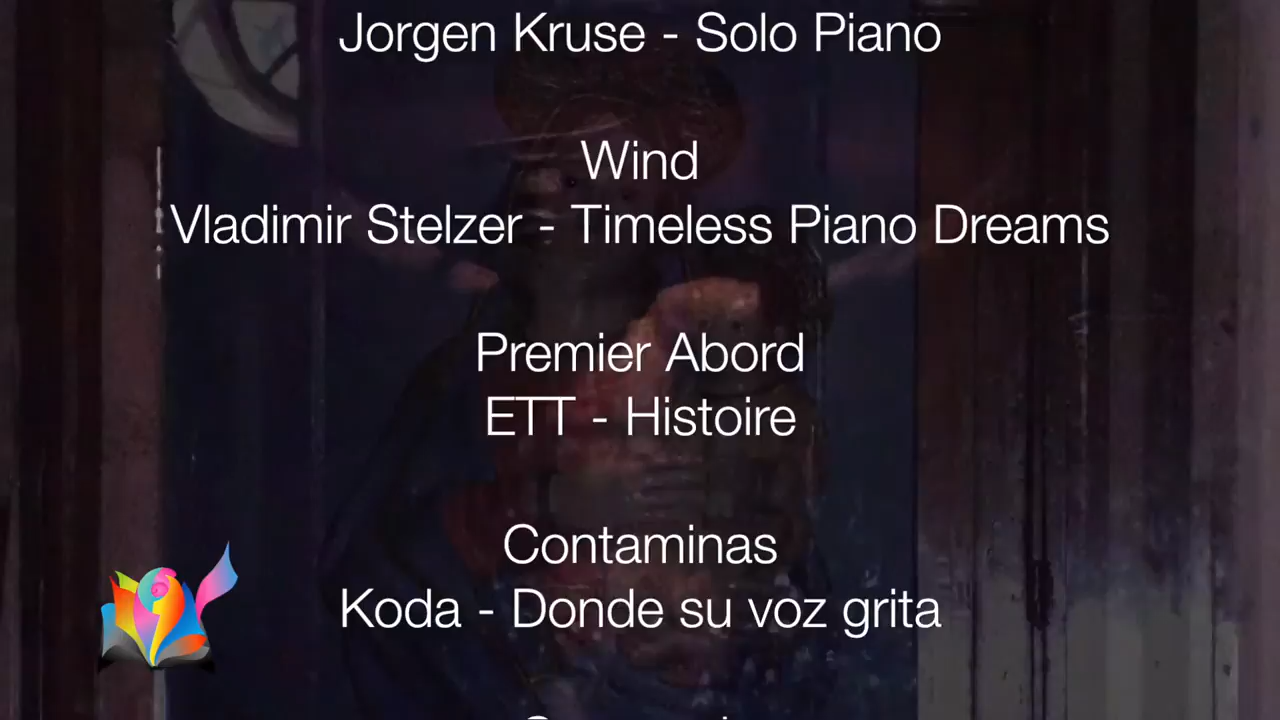 Jorgen Kruse - Solo Piano
Wind
Vladimir Stelzer - Timeless Piano Dreams
Premier Abord
ETT - Histoire
Contaminas
Koda - Donde su voz grita